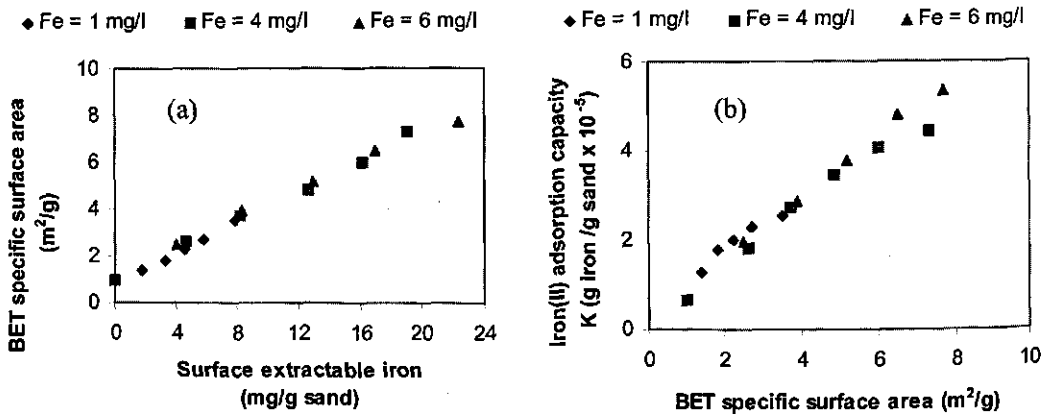 ◆ Fe = 1 mg/l ■ Fe = 4 mg/l ▲ Fe = 6 mg/l
(a)
BET specific surface area
(m²/g)
10
8
6
4
2
0
0 4 8 12 16 20 24
Surface extractable iron
(mg/g sand)
◆ Fe = 1 mg/l ■ Fe = 4 mg/l ▲ Fe = 6 mg/l
(b)
Iron(II) adsorption capacity
K (g iron /g sand x 10⁻⁵)
6
4
2
0
0 2 4 6 8 10
BET specific surface area (m²/g)